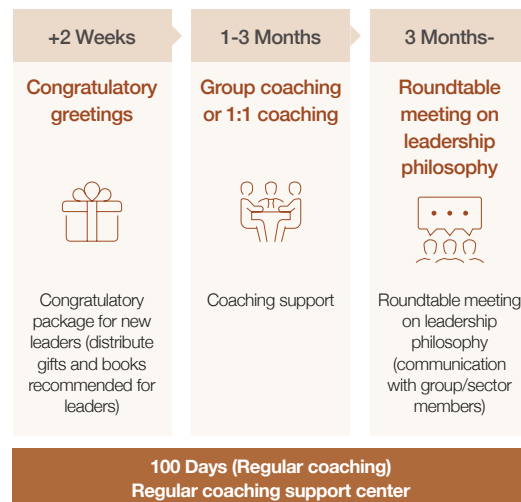 +2 Weeks
Congratulatory
greetings
Congratulatory
package for new
leaders (distribute
gifts and books
recommended for
leaders)
1-3 Months
Group coaching
or 1:1 coaching
Coaching support
3 Months-
Roundtable
meeting on
leadership
philosophy
Roundtable meeting
on leadership
philosophy
(communication
with group/sector
members)
100 Days (Regular coaching)
Regular coaching support center